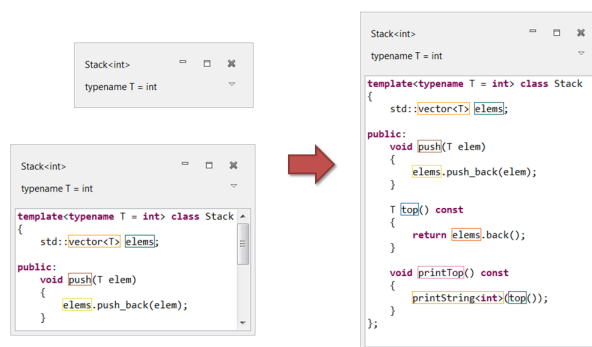 Stack<int>
typename T = int
Stack<int>
typename T = int
template<typename T = int> class Stack
{
    std::vector<T> elems;

public:
    void push(T elem)
    {
        elems.push_back(elem);
    }
Stack<int>
typename T = int
template<typename T = int> class Stack
{
    std::vector<T> elems;

public:
    void push(T elem)
    {
        elems.push_back(elem);
    }

    T top() const
    {
        return elems.back();
    }

    void printTop() const
    {
        printString<int>(top());
    }
};